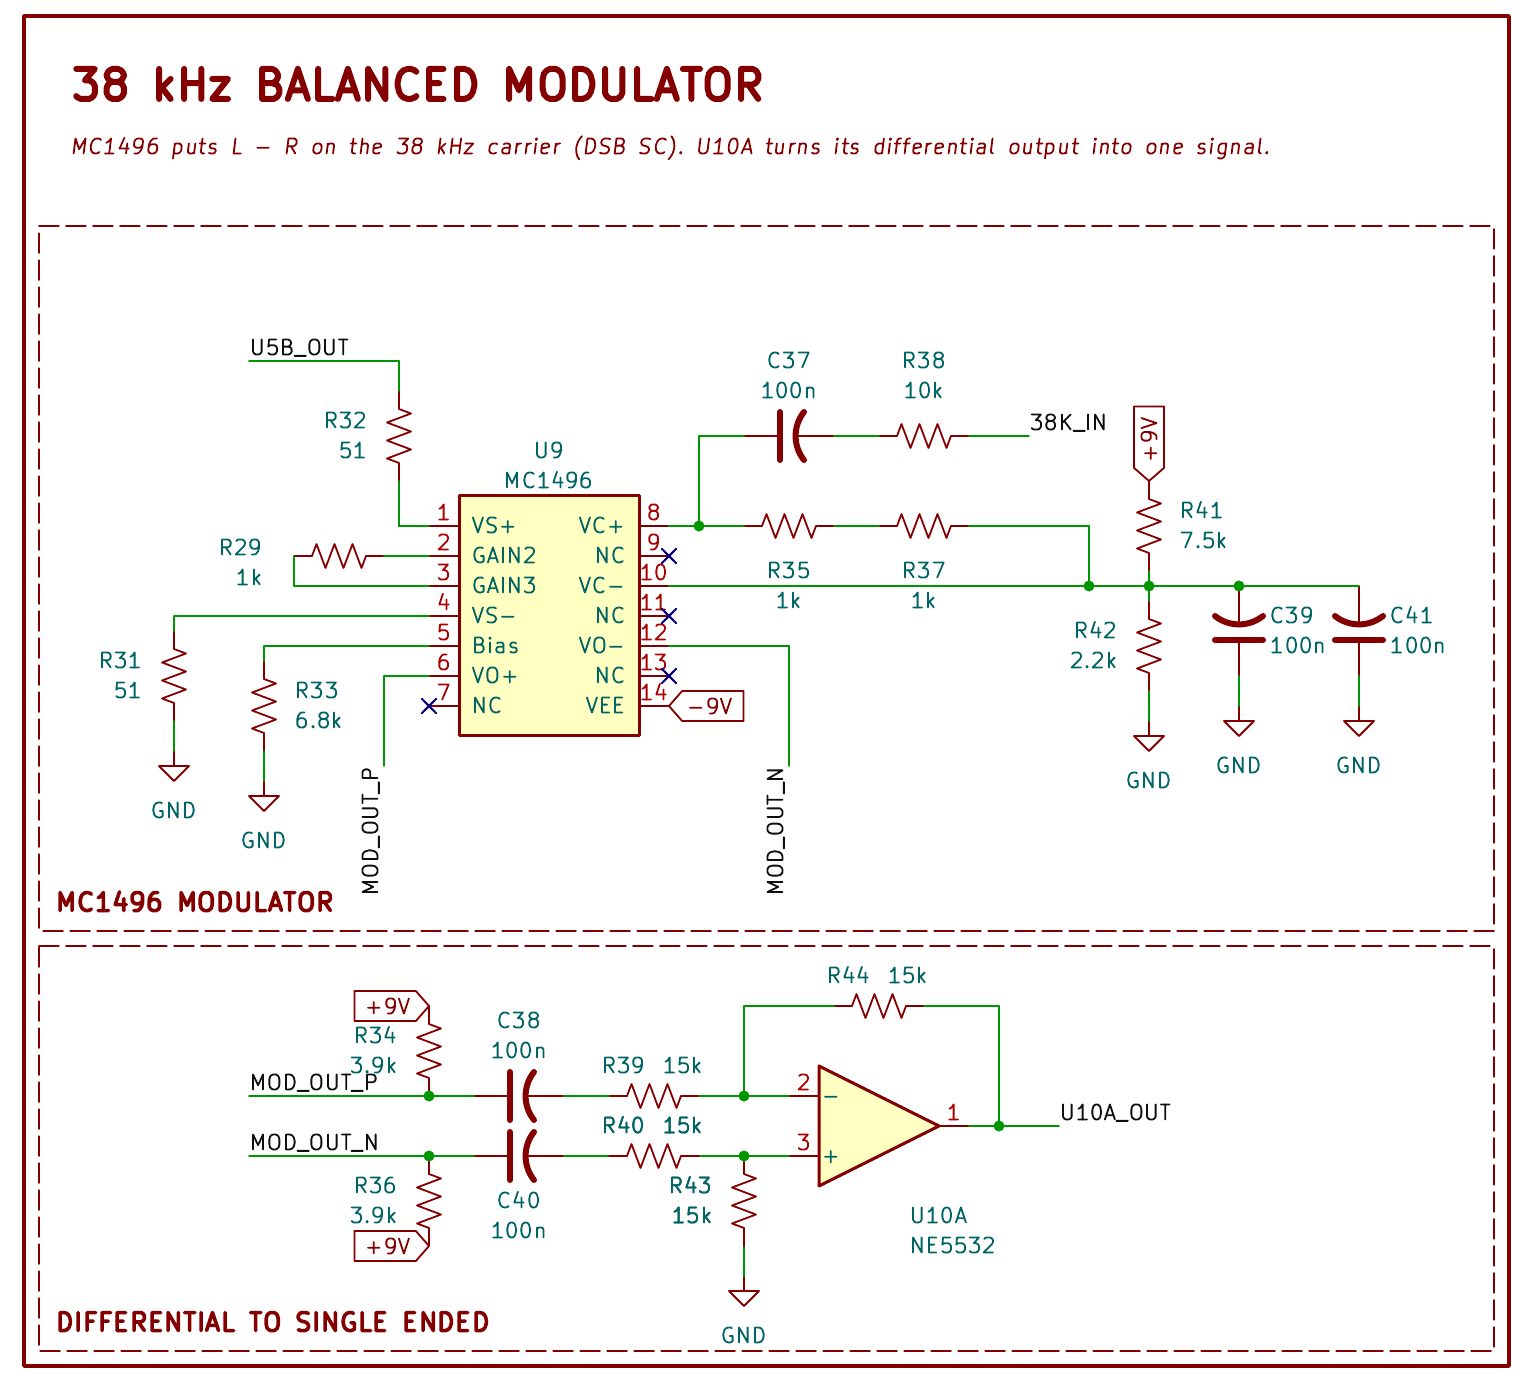 38 kHz BALANCED MODULATOR
MC1496 puts L – R on the 38 kHz carrier (DSB SC). U10A turns its differential output into one signal.
U5B_OUT
R32
51
U9
MC1496
C37
100n
R38
10k
38K_IN
+9V
R41
7.5k
R29
1k
1 VS+ VC+ 8
2 GAIN2 NC 9
3 GAIN3 VC- 10
4 VS- NC 11
5 Bias VO- 12
6 VO+ NC 13
7 NC VEE 14
-9V
R35
1k
R37
1k
R42
2.2k
C39
100n
C41
100n
R31
51
R33
6.8k
GND
GND
MOD_OUT_P
MOD_OUT_N
GND
GND
GND
MC1496 MODULATOR
R44 15k
+9V
R34
3.9k
C38
100n
R39 15k
MOD_OUT_P
2 -
R40 15k
1
U10A_OUT
MOD_OUT_N
3 +
R36
3.9k
+9V
C40
100n
R43
15k
U10A
NE5532
GND
DIFFERENTIAL TO SINGLE ENDED